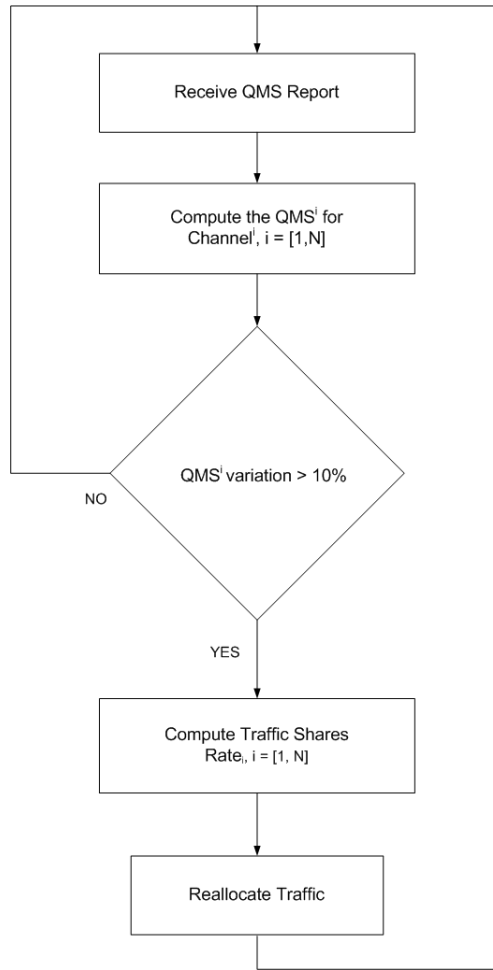 Receive QMS Report
Compute the QMSⁱ for
Channelⁱ, i = [1,N]
QMSⁱ variation > 10%
NO
YES
Compute Traffic Shares
Rateᵢ, i = [1, N]
Reallocate Traffic